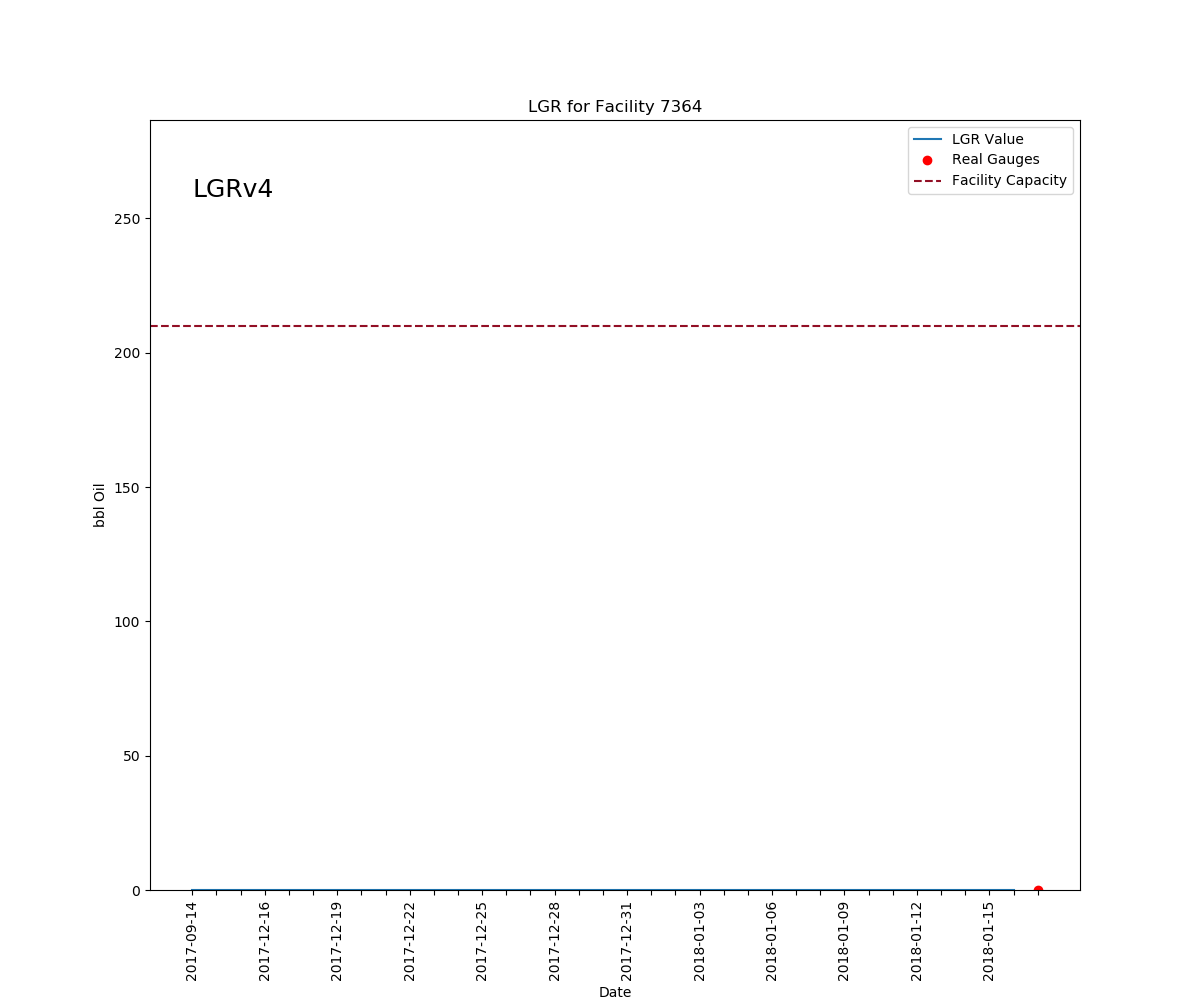 LGR for Facility 7364
LGR Value
Real Gauges
Facility Capacity
LGRv4
250
200
150
100
50
0
bbl Oil
2017-09-14
2017-12-16
2017-12-19
2017-12-22
2017-12-25
2017-12-28
2017-12-31
2018-01-03
2018-01-06
2018-01-09
2018-01-12
2018-01-15
Date